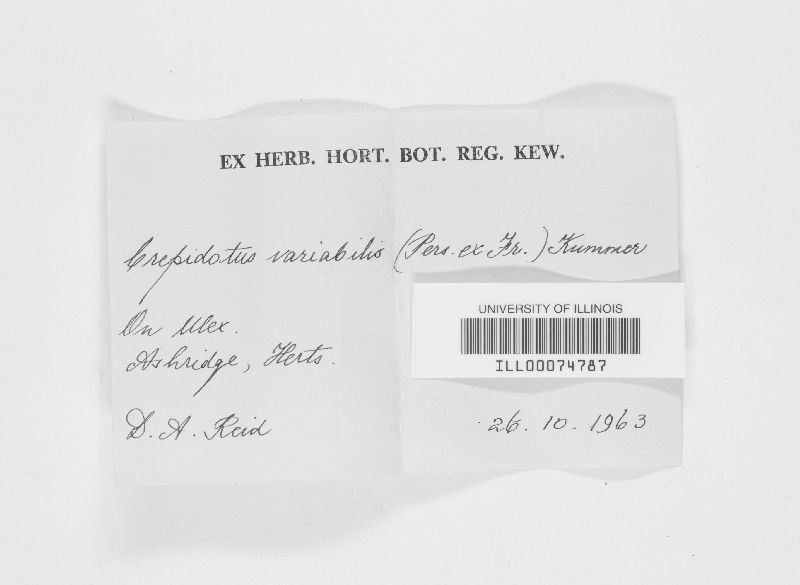 EX HERB. HORT. BOT. REG. KEW.
Crepidotus variabilis (Pers. ex Fr.) Kummer
On Ulex.
Ashridge, Herts.
UNIVERSITY OF ILLINOIS
ILL00074787
D. A. Reid
26. 10. 1963